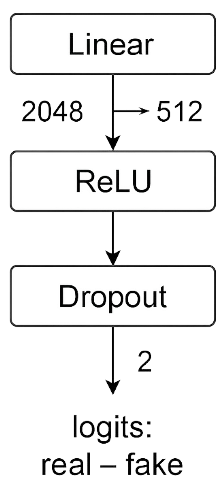 Linear
2048 → 512
ReLU
Dropout
2
logits:
real – fake